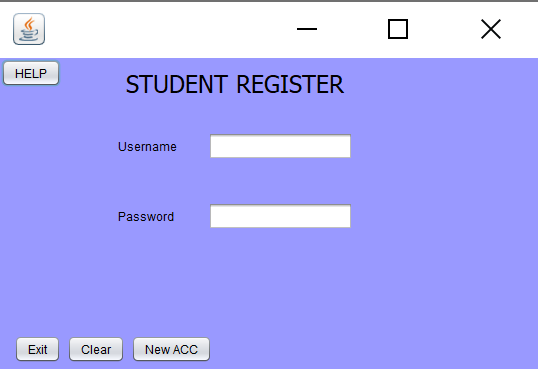 HELP
STUDENT REGISTER
Username
Password
Exit Clear New ACC